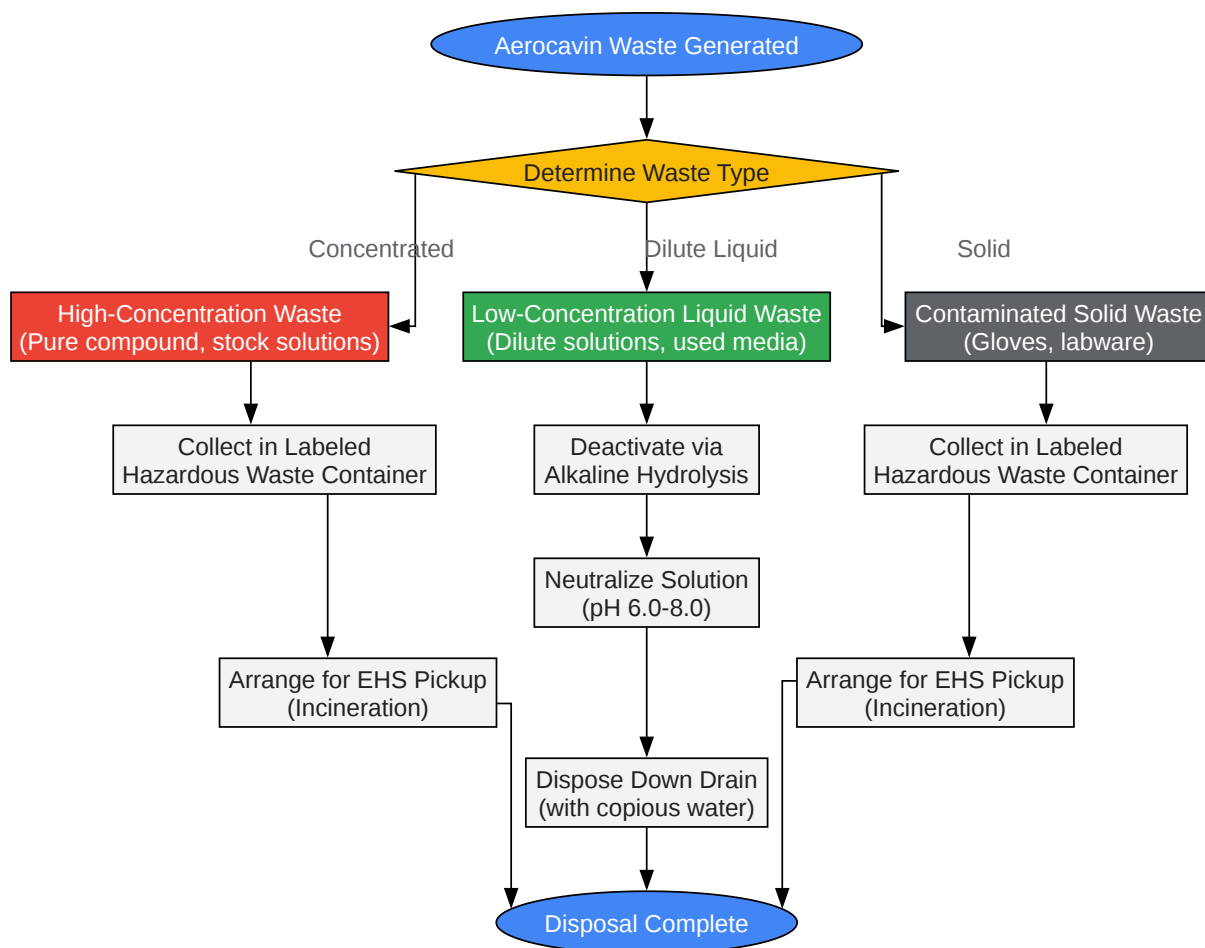 Aerocavin Waste Generated
Determine Waste Type
Concentrated
Dilute Liquid
Solid
High-Concentration Waste
(Pure compound, stock solutions)
Low-Concentration Liquid Waste
(Dilute solutions, used media)
Contaminated Solid Waste
(Gloves, labware)
Collect in Labeled
Hazardous Waste Container
Deactivate via
Alkaline Hydrolysis
Collect in Labeled
Hazardous Waste Container
Neutralize Solution
(pH 6.0-8.0)
Arrange for EHS Pickup
(Incineration)
Arrange for EHS Pickup
(Incineration)
Dispose Down Drain
(with copious water)
Disposal Complete